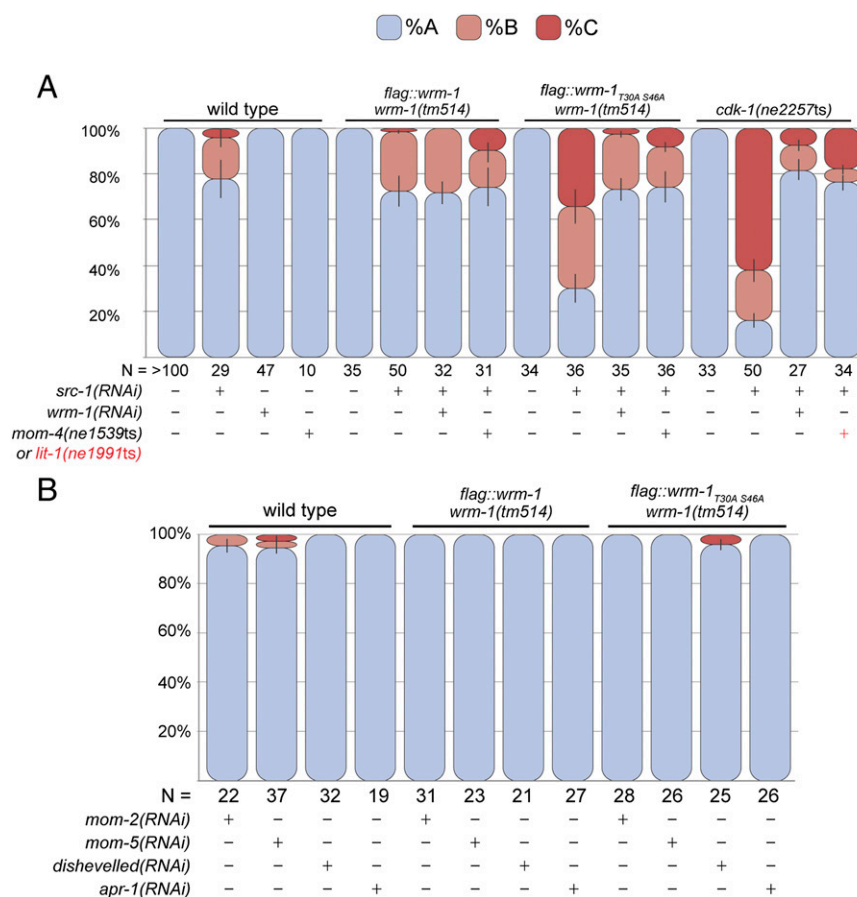 %A %B %C
A
wild type flag::wrm-1 wrm-1(tm514) flag::wrm-1T30A S46A wrm-1(tm514) cdk-1(ne2257ts)
100%
80%
60%
40%
20%
N = >100 29 47 10 35 50 32 31 34 36 35 36 33 50 27 34
src-1(RNAi) − + − − − + + + − + + + − + + +
wrm-1(RNAi) − − + − − − + − − − + − − − + −
mom-4(ne1539ts) − − − + − − − + − − − + − − − +
or lit-1(ne1991ts)
B
wild type flag::wrm-1 wrm-1(tm514) flag::wrm-1T30A S46A wrm-1(tm514)
100%
80%
60%
40%
20%
N = 22 37 32 19 31 23 21 27 28 26 25 26
mom-2(RNAi) + − − − + − − − + − − −
mom-5(RNAi) − + − − − + − − − + − −
dishevelled(RNAi) − − + − − − + − − − + −
apr-1(RNAi) − − − + − − − + − − − +